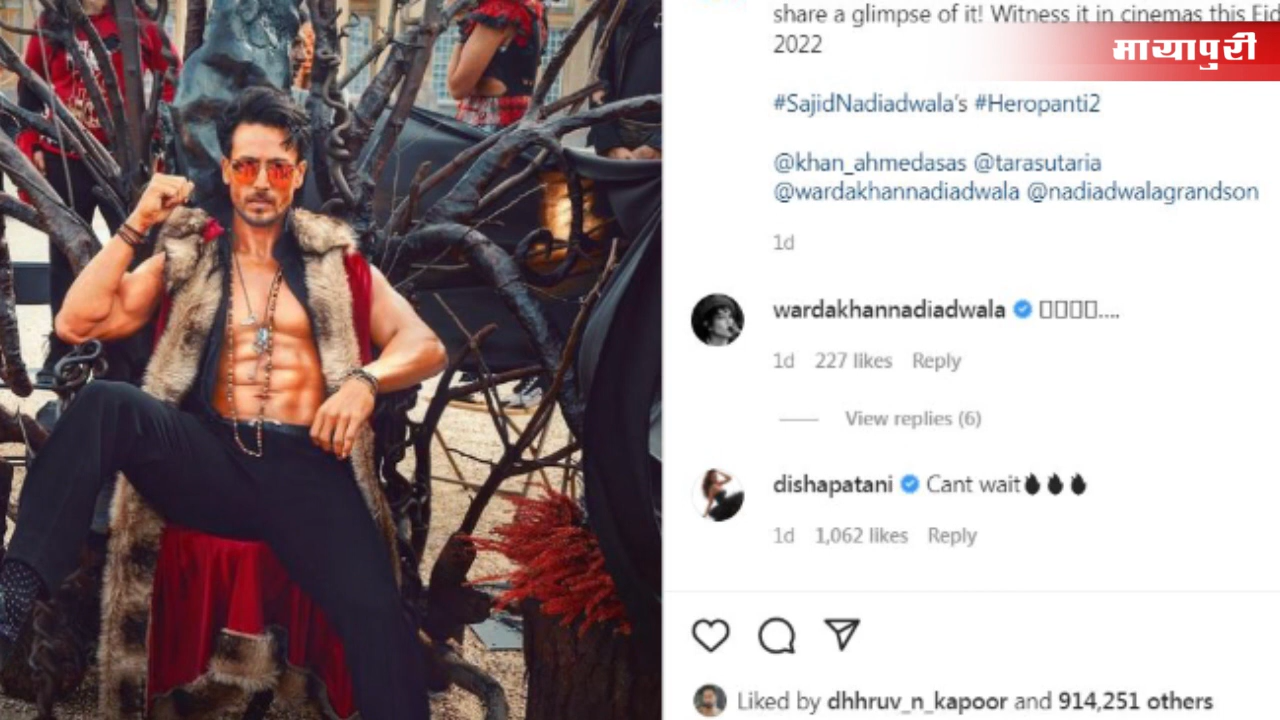 share a glimpse of it! Witness it in cinemas this Eid
2022
मायापुरी
#SajidNadiadwala's #Heropanti2
@khan_ahmedasas @tarasutaria
@wardakhannadiadwala @nadiadwalagrandson
1d
wardakhannadiadwala ....
1d 227 likes Reply
View replies (6)
dishapatani Cant wait
1d 1,062 likes Reply
Liked by dhhruv_n_kapoor and 914,251 others